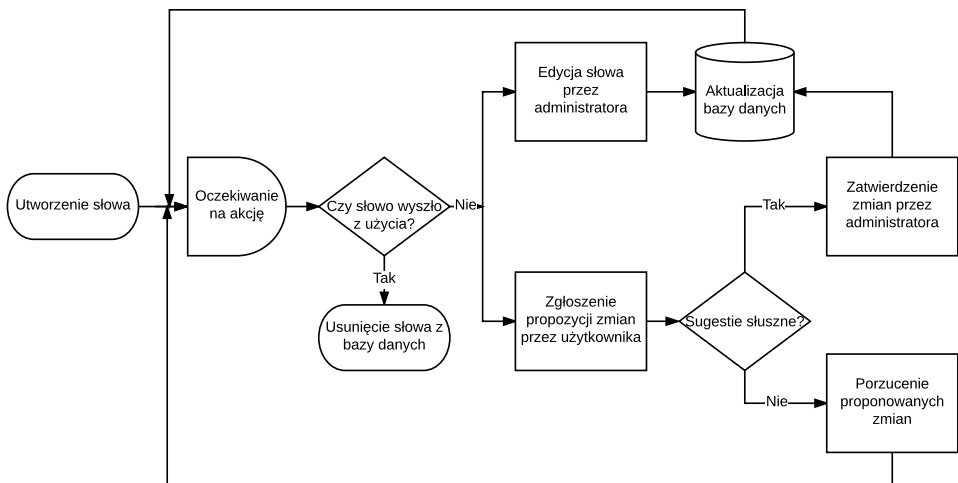 Utworzenie słowa
Oczekiwanie
na akcję
Czy słowo wyszło
z użycia?
Nie
Tak
Usunięcie słowa z
bazy danych
Edycja słowa
przez
administratora
Aktualizacja
bazy danych
Zgłoszenie
propozycji zmian
przez użytkownika
Sugestie słuszne?
Tak
Zatwierdzenie
zmian przez
administratora
Nie
Porzucenie
proponowanych
zmian